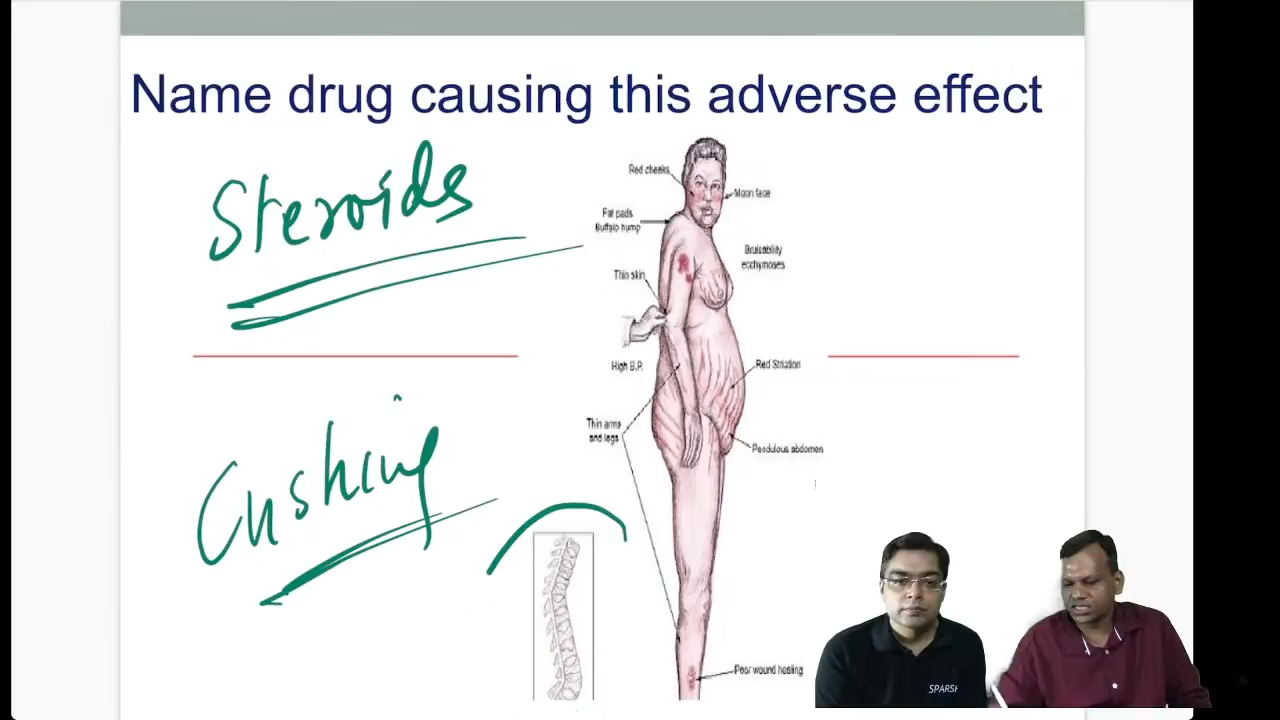 Name drug causing this adverse effect
Steroids
Red cheeks
Moon face
Fat pads
Buffalo hump
Bruisability
ecchymoses
Thin skin
High B.P.
Red Striation
Thin arms
and legs
Pendulous abdomen
Cushing
Poor wound healing
SPARSH